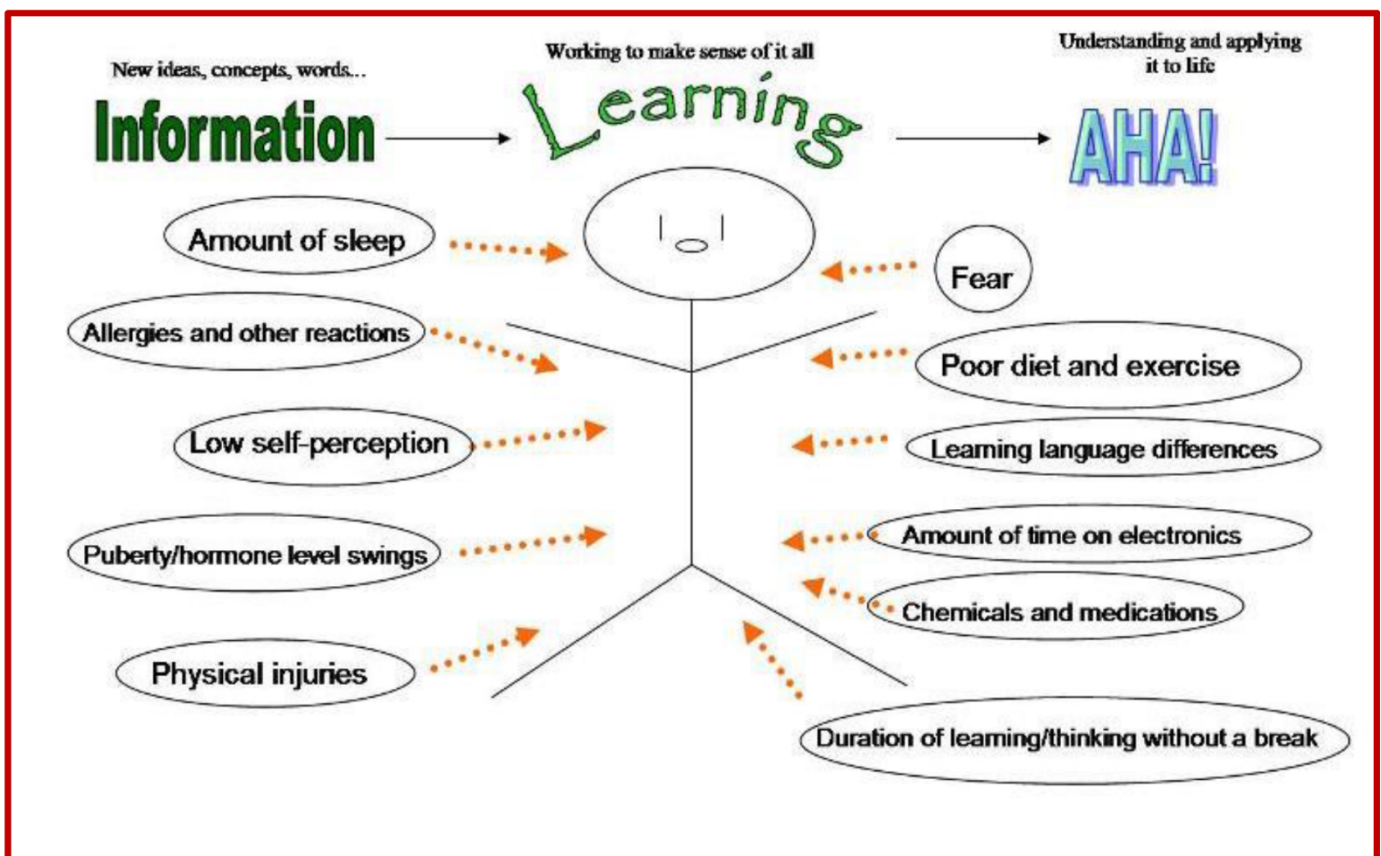 New ideas, concepts, words...
Information
Working to make sense of it all
Learning
Understanding and applying
it to life
AHA!
Amount of sleep
Fear
Allergies and other reactions
Poor diet and exercise
Low self-perception
Learning language differences
Puberty/hormone level swings
Amount of time on electronics
Chemicals and medications
Physical injuries
Duration of learning/thinking without a break